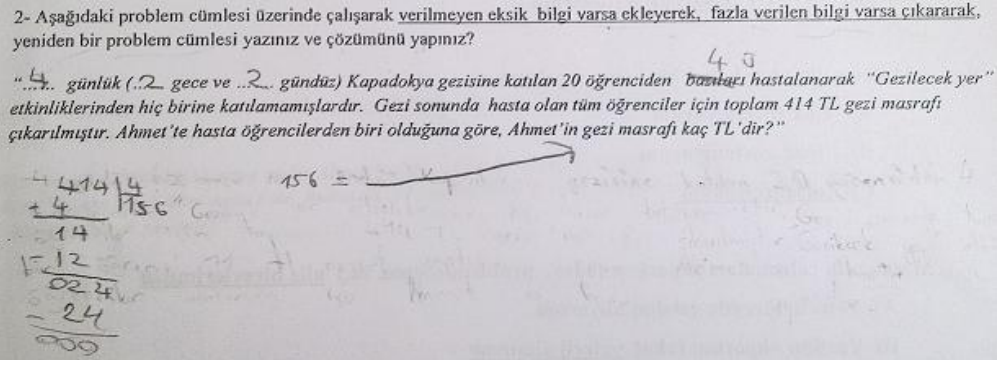 2- Aşağıdaki problem cümlesi üzerinde çalışarak verilmeyen eksik bilgi varsa ekleyerek, fazla verilen bilgi varsa çıkararak,
yeniden bir problem cümlesi yazınız ve çözümünü yapınız?
4 ö
"..4.. günlük (..2 gece ve ..2.. gündüz) Kapadokya gezisine katılan 20 öğrenciden bazıları hastalanarak "Gezilecek yer"
etkinliklerinden hiç birine katılamamışlardır. Gezi sonunda hasta olan tüm öğrenciler için toplam 414 TL gezi masrafı
çıkarılmıştır. Ahmet'te hasta öğrencilerden biri olduğuna göre, Ahmet'in gezi masrafı kaç TL'dir?"
414 4
156 =
4 156
14
12
024
- 24
000